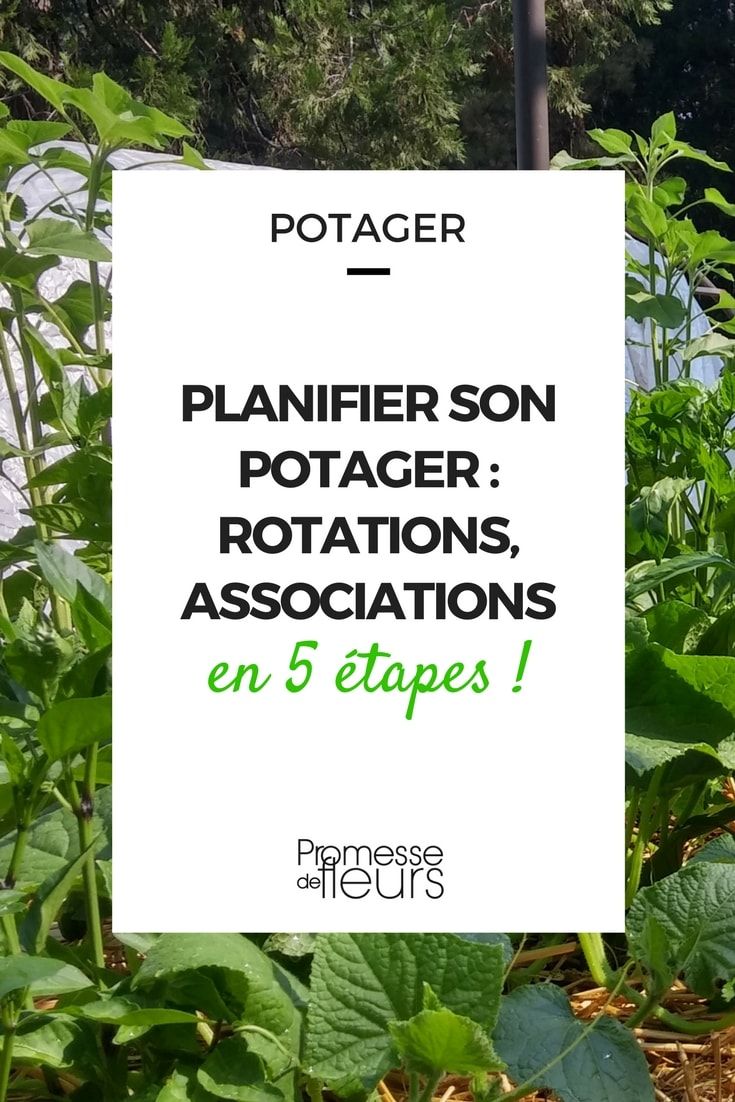 POTAGER
PLANIFIER SON
POTAGER :
ROTATIONS,
ASSOCIATIONS
en 5 étapes !
Promesse
de fleurs